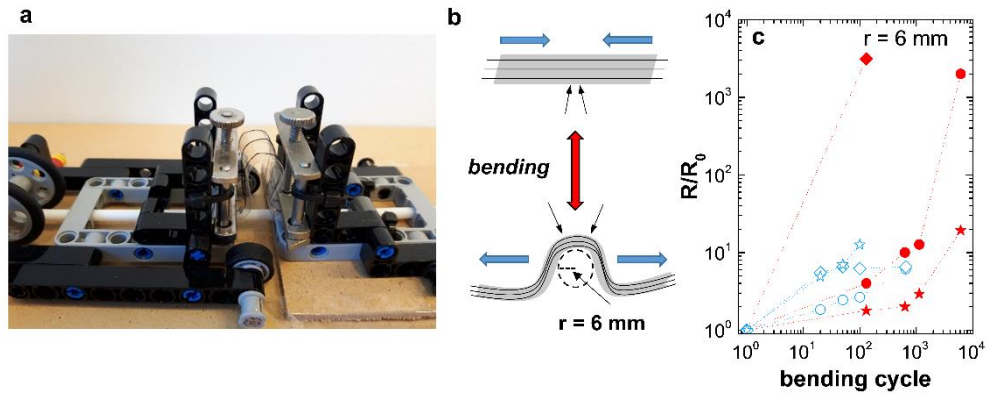 a
b
bending
r = 6 mm
c
r = 6 mm
R/R₀
10⁴
10³
10²
10¹
10⁰
10⁰ 10¹ 10² 10³ 10⁴
bending cycle